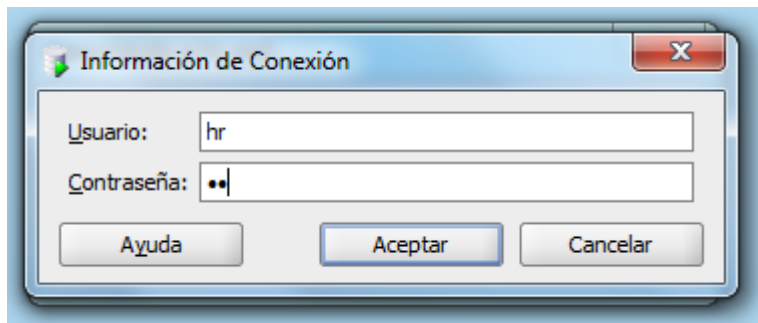 Información de Conexión
Usuario: hr
Contraseña: ••
Ayuda Aceptar Cancelar